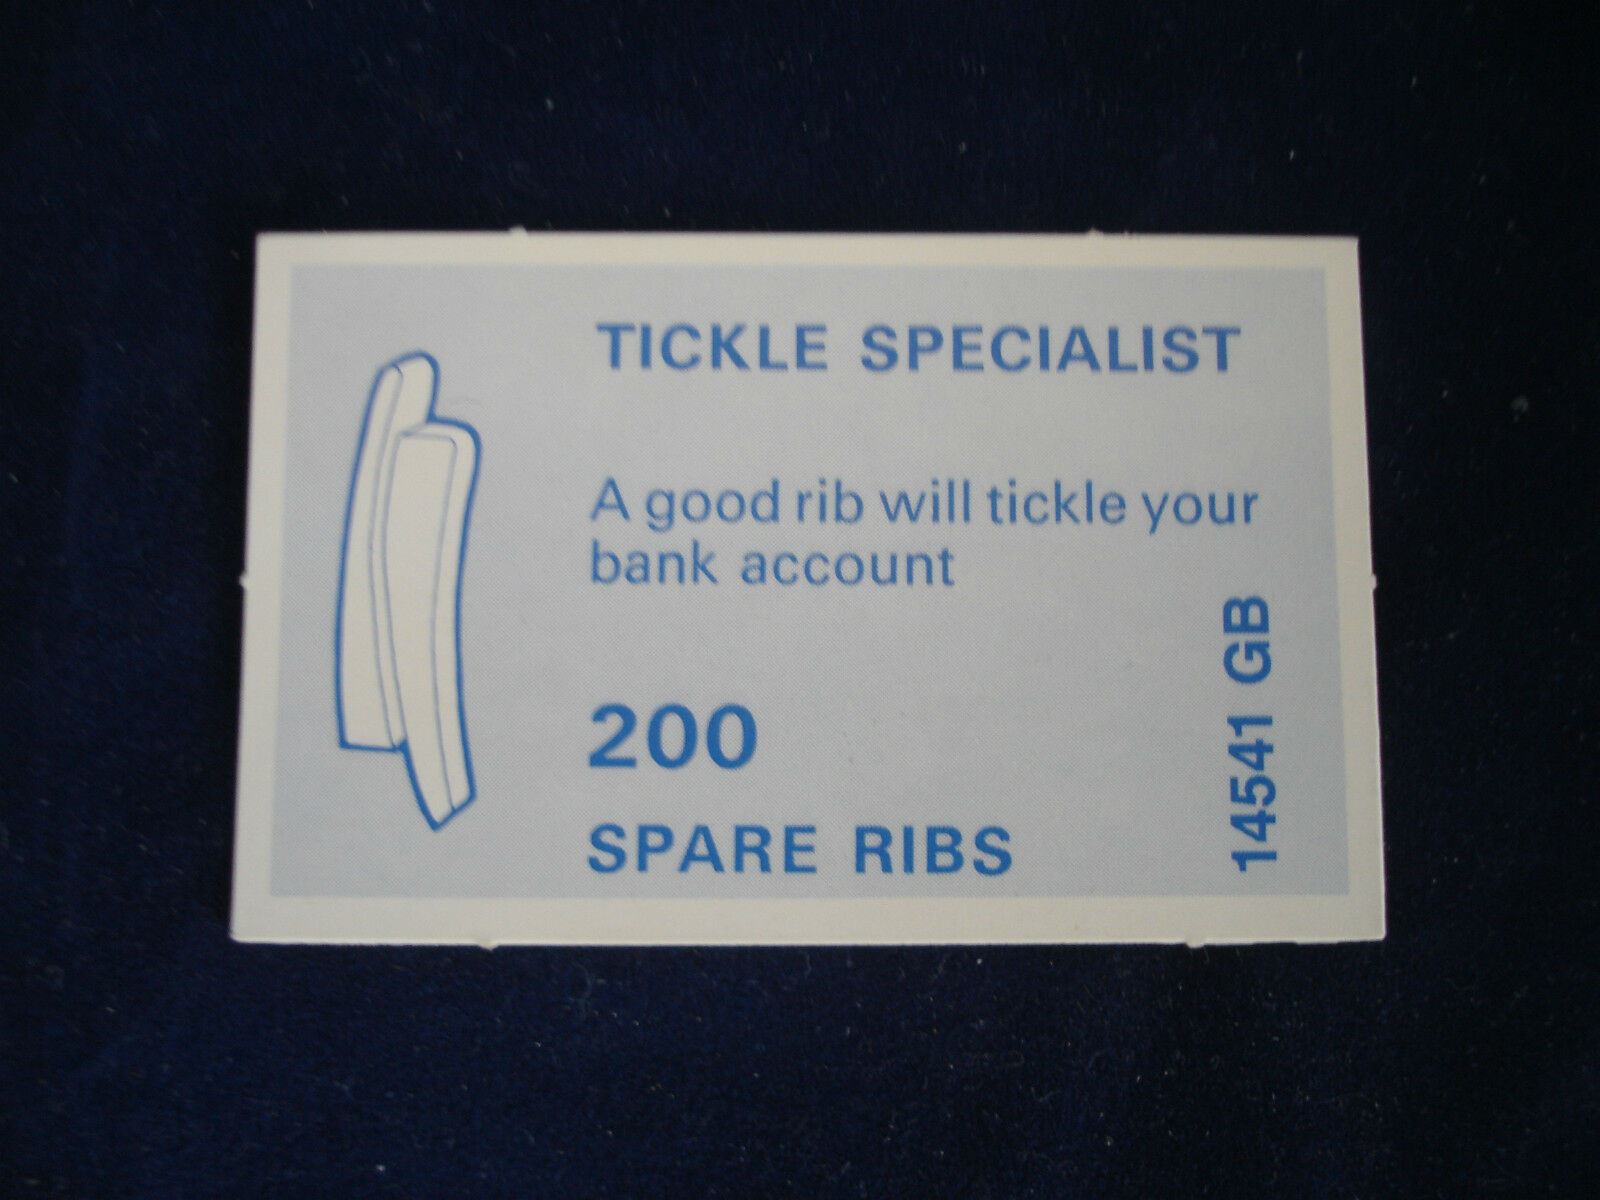 TICKLE SPECIALIST
A good rib will tickle your
bank account
200
SPARE RIBS
14541 GB